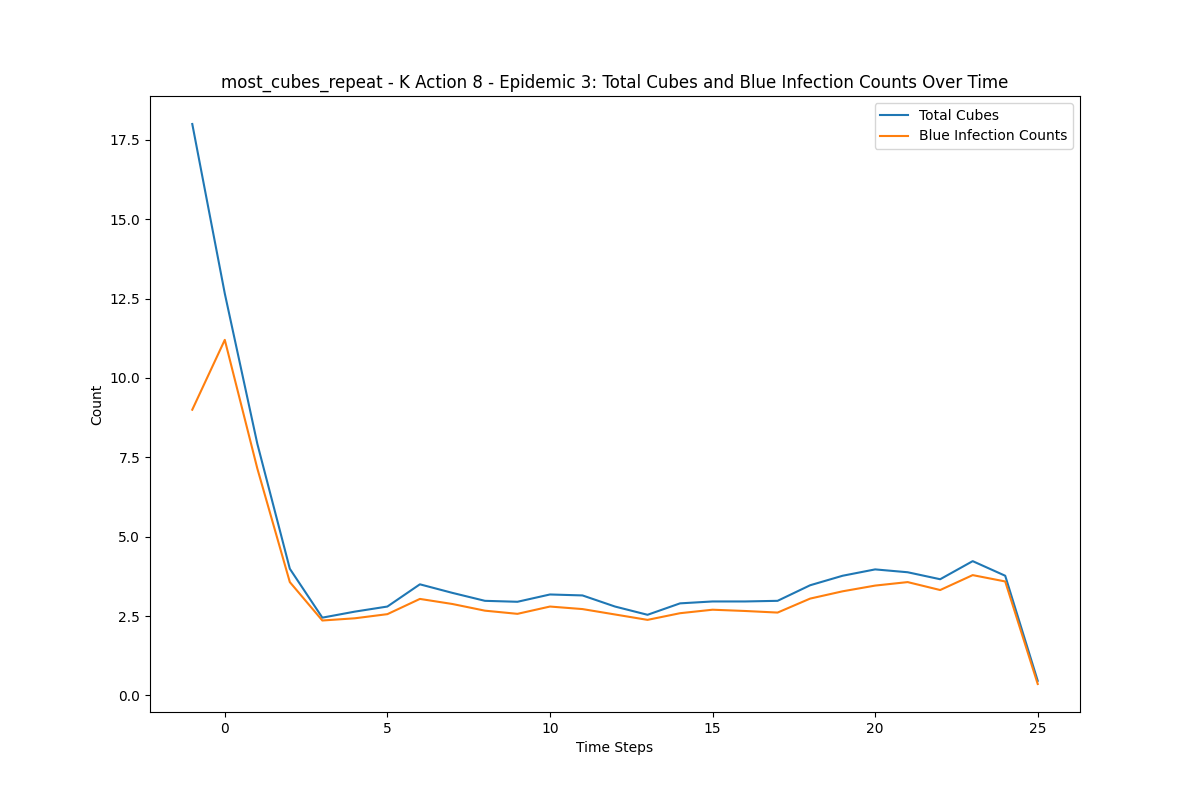 most_cubes_repeat - K Action 8 - Epidemic 3: Total Cubes and Blue Infection Counts Over Time
Total Cubes
Blue Infection Counts
17.5
15.0
12.5
10.0
7.5
5.0
2.5
0.0
Count
0 5 10 15 20 25
Time Steps